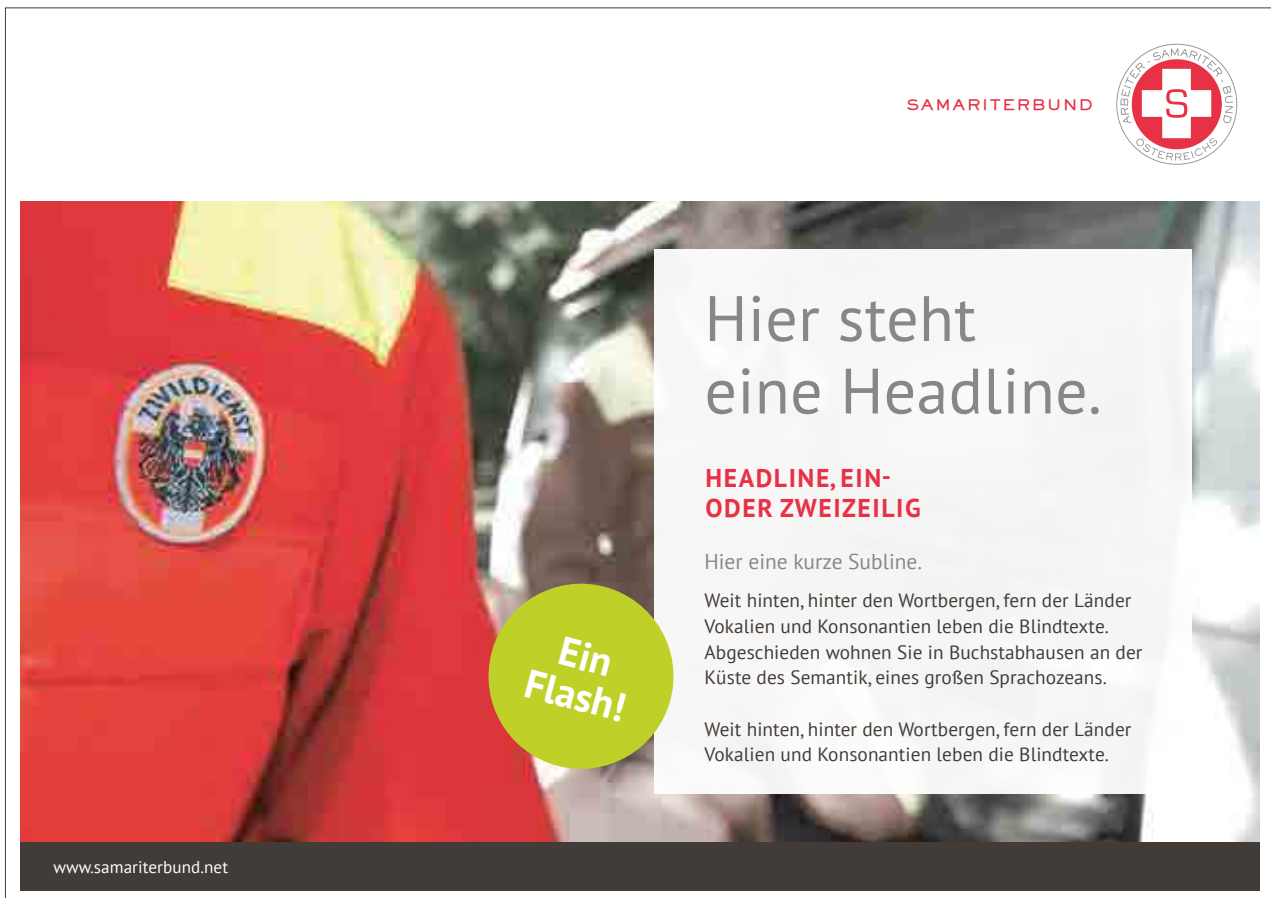 SAMARITERBUND
ARBEITER - SAMARITER - BUND
ÖSTERREICHS
S
ZIVILDIENST
Hier steht
eine Headline.
HEADLINE, EIN-
ODER ZWEIZEILIG
Hier eine kurze Subline.
Weit hinten, hinter den Wortbergen, fern der Länder
Vokalien und Konsonantien leben die Blindtexte.
Abgeschieden wohnen Sie in Buchstabhausen an der
Küste des Semantik, eines großen Sprachozeans.
Weit hinten, hinter den Wortbergen, fern der Länder
Vokalien und Konsonantien leben die Blindtexte.
Ein
Flash!
www.samariterbund.net